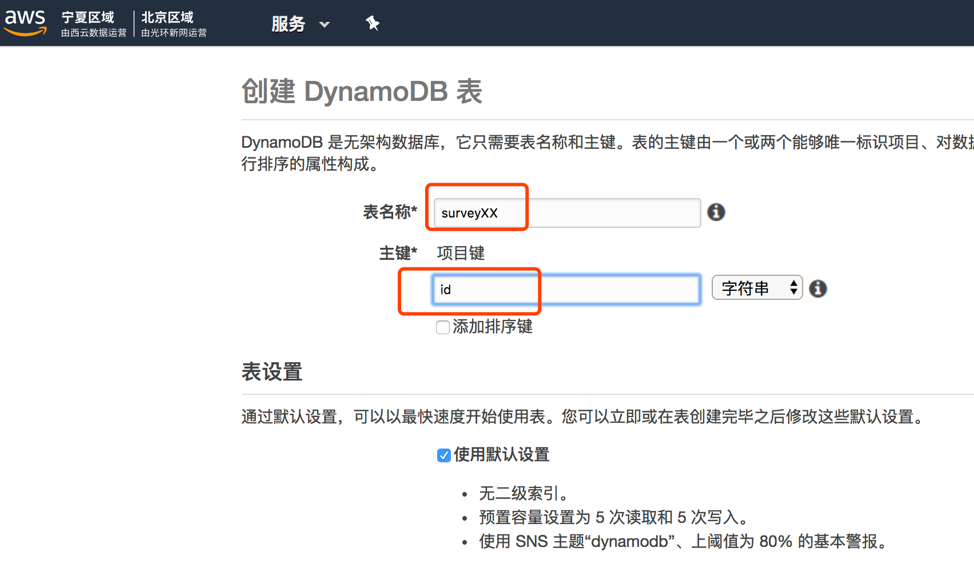 aws 宁夏区域 北京区域 服务
由西云数据运营 由光环新网运营
创建 DynamoDB 表
DynamoDB 是无架构数据库，它只需要表名称和主键。表的主键由一个或两个能够唯一标识项目、对数据
行排序的属性构成。
表名称* surveyXX
主键* 项目键
id 字符串
添加排序键
表设置
通过默认设置，可以以最快速度开始使用表。您可以立即或在表创建完毕之后修改这些默认设置。
使用默认设置
• 无二级索引。
• 预置容量设置为 5 次读取和 5 次写入。
• 使用 SNS 主题“dynamodb”、上阈值为 80% 的基本警报。